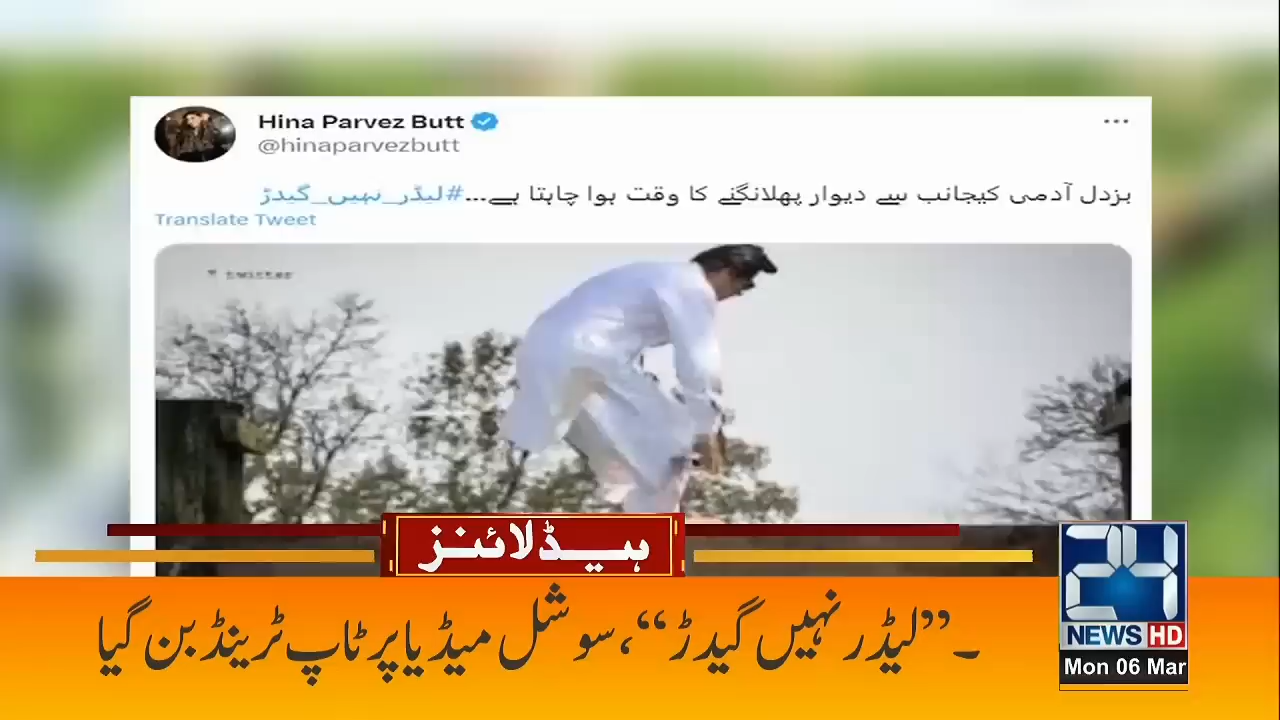 Hina Parvez Butt
@hinaparvezbutt
بزدل آدمی کیجانب سے دیوار پھلانگنے کا وقت ہوا چاہتا ہے...#لیڈر_نہیں_گیدڑ
Translate Tweet
twitter
ہیڈلائنز
۔”لیڈر نہیں گیدڑ“، سوشل میڈیا پر ٹاپ ٹرینڈ بن گیا
24
NEWS HD
Mon 06 Mar